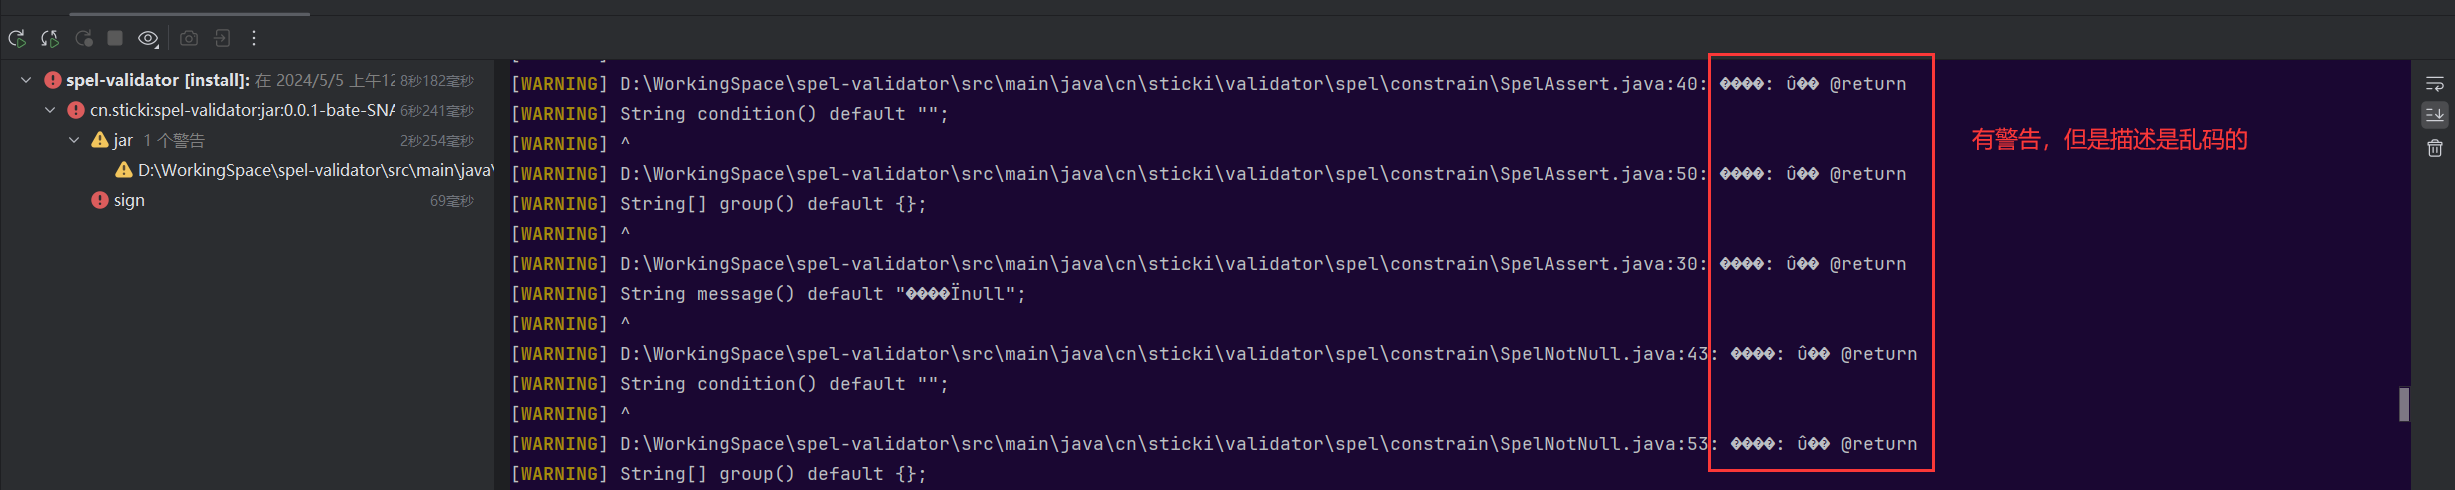 spel-validator [install]: 在 2024/5/5 上午12 8秒182毫秒
cn.sticki:spel-validator:jar:0.0.1-bate-SNA 6秒241毫秒
jar 1 个警告 2秒254毫秒
D:\WorkingSpace\spel-validator\src\main\java\
sign 69毫秒
[WARNING] D:\WorkingSpace\spel-validator\src\main\java\cn\sticki\validator\spel\constrain\SpelAssert.java:40: ����: û�� @return
[WARNING] String condition() default "";
[WARNING] ^
[WARNING] D:\WorkingSpace\spel-validator\src\main\java\cn\sticki\validator\spel\constrain\SpelAssert.java:50: ����: û�� @return
[WARNING] String[] group() default {};
[WARNING] ^
[WARNING] D:\WorkingSpace\spel-validator\src\main\java\cn\sticki\validator\spel\constrain\SpelAssert.java:30: ����: û�� @return
[WARNING] String message() default "����Ϊnull";
[WARNING] ^
[WARNING] D:\WorkingSpace\spel-validator\src\main\java\cn\sticki\validator\spel\constrain\SpelNotNull.java:43: ����: û�� @return
[WARNING] String condition() default "";
[WARNING] ^
[WARNING] D:\WorkingSpace\spel-validator\src\main\java\cn\sticki\validator\spel\constrain\SpelNotNull.java:53: ����: û�� @return
[WARNING] String[] group() default {};
有警告，但是描述是乱码的